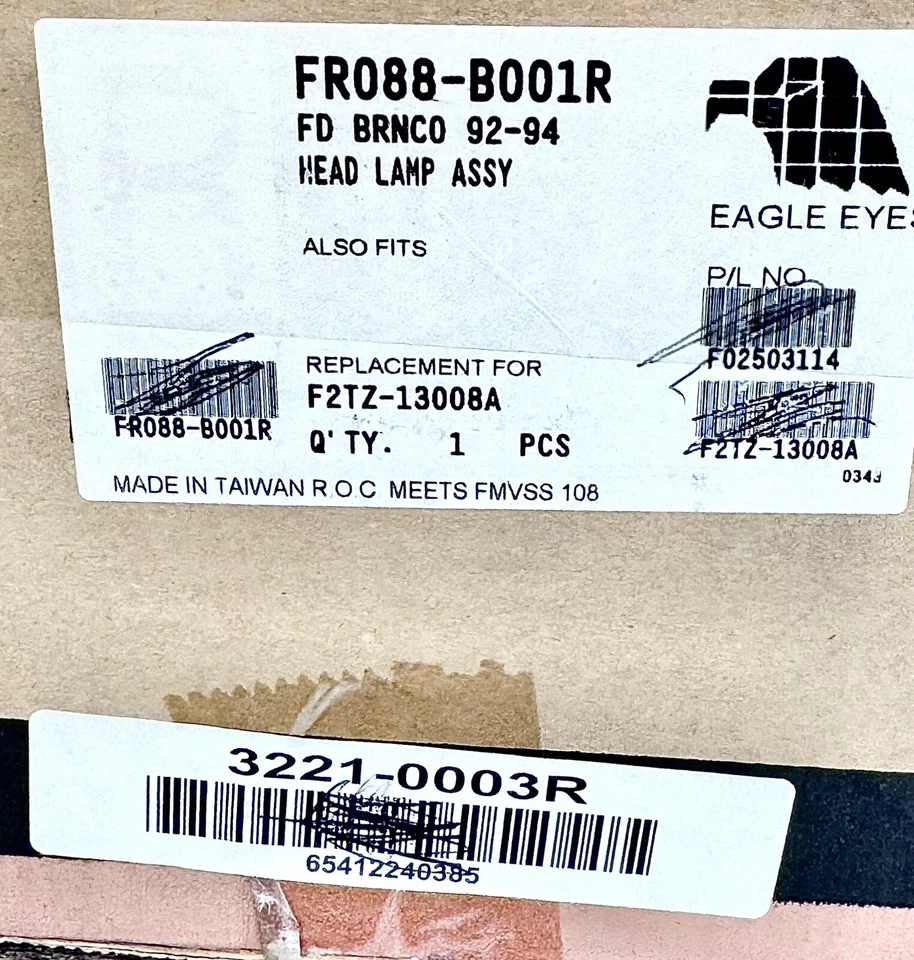 FR088-B001R
FD BRNCO 92-94
HEAD LAMP ASSY
EAGLE EYES
ALSO FITS
P/L NO.
F02503114
REPLACEMENT FOR
F2TZ-13008A
FR088-B001R
Q'TY. 1 PCS
F2TZ-13008A
MADE IN TAIWAN R O C MEETS FMVSS 108
3221-0003R
65412240385